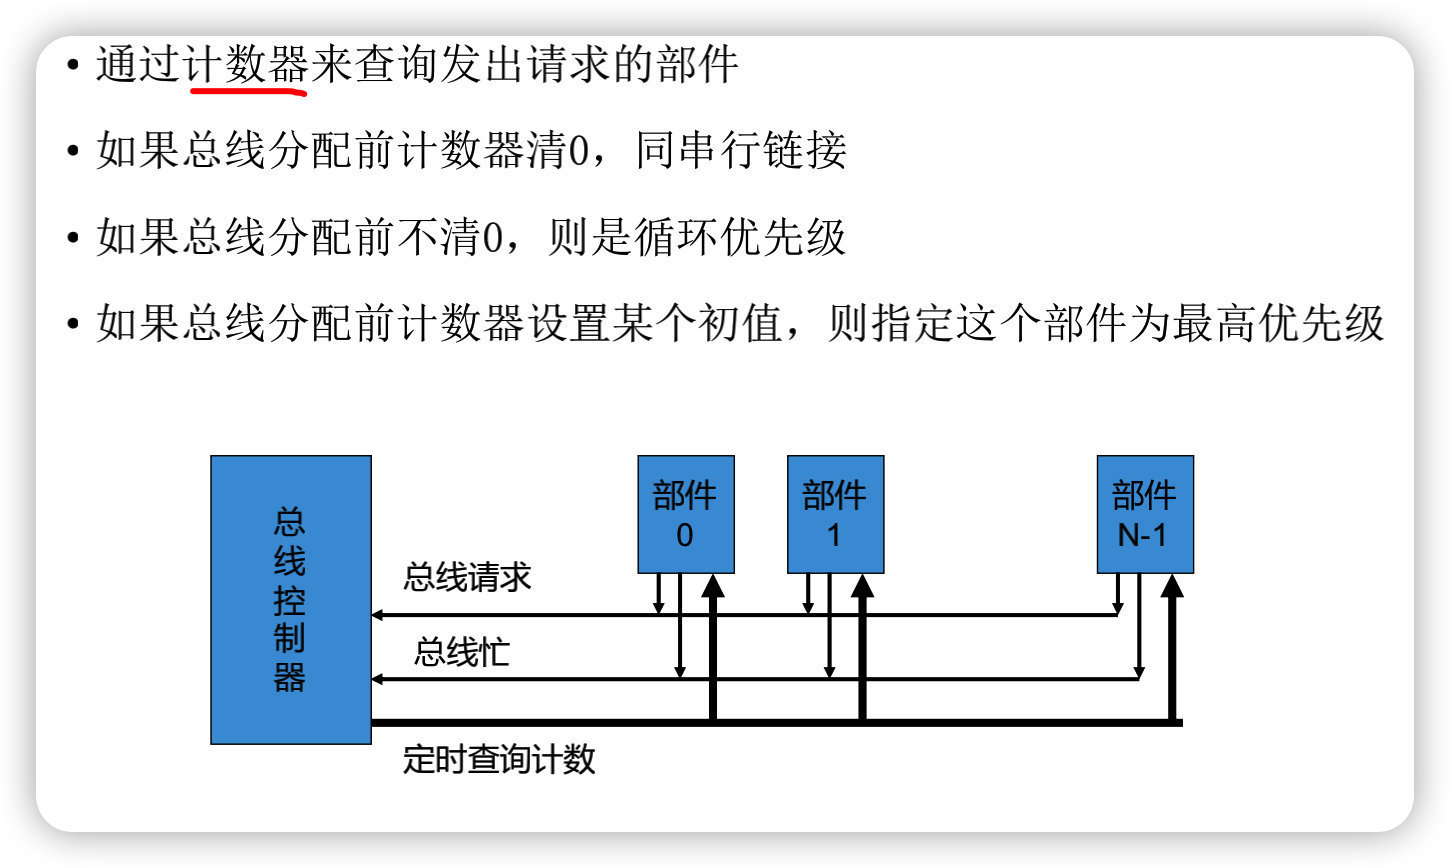 • 通过计数器来查询发出请求的部件
• 如果总线分配前计数器清0，同串行链接
• 如果总线分配前不清0，则是循环优先级
• 如果总线分配前计数器设置某个初值，则指定这个部件为最高优先级
总
线
控
制
器
部件
0
部件
1
部件
N-1
总线请求
总线忙
定时查询计数